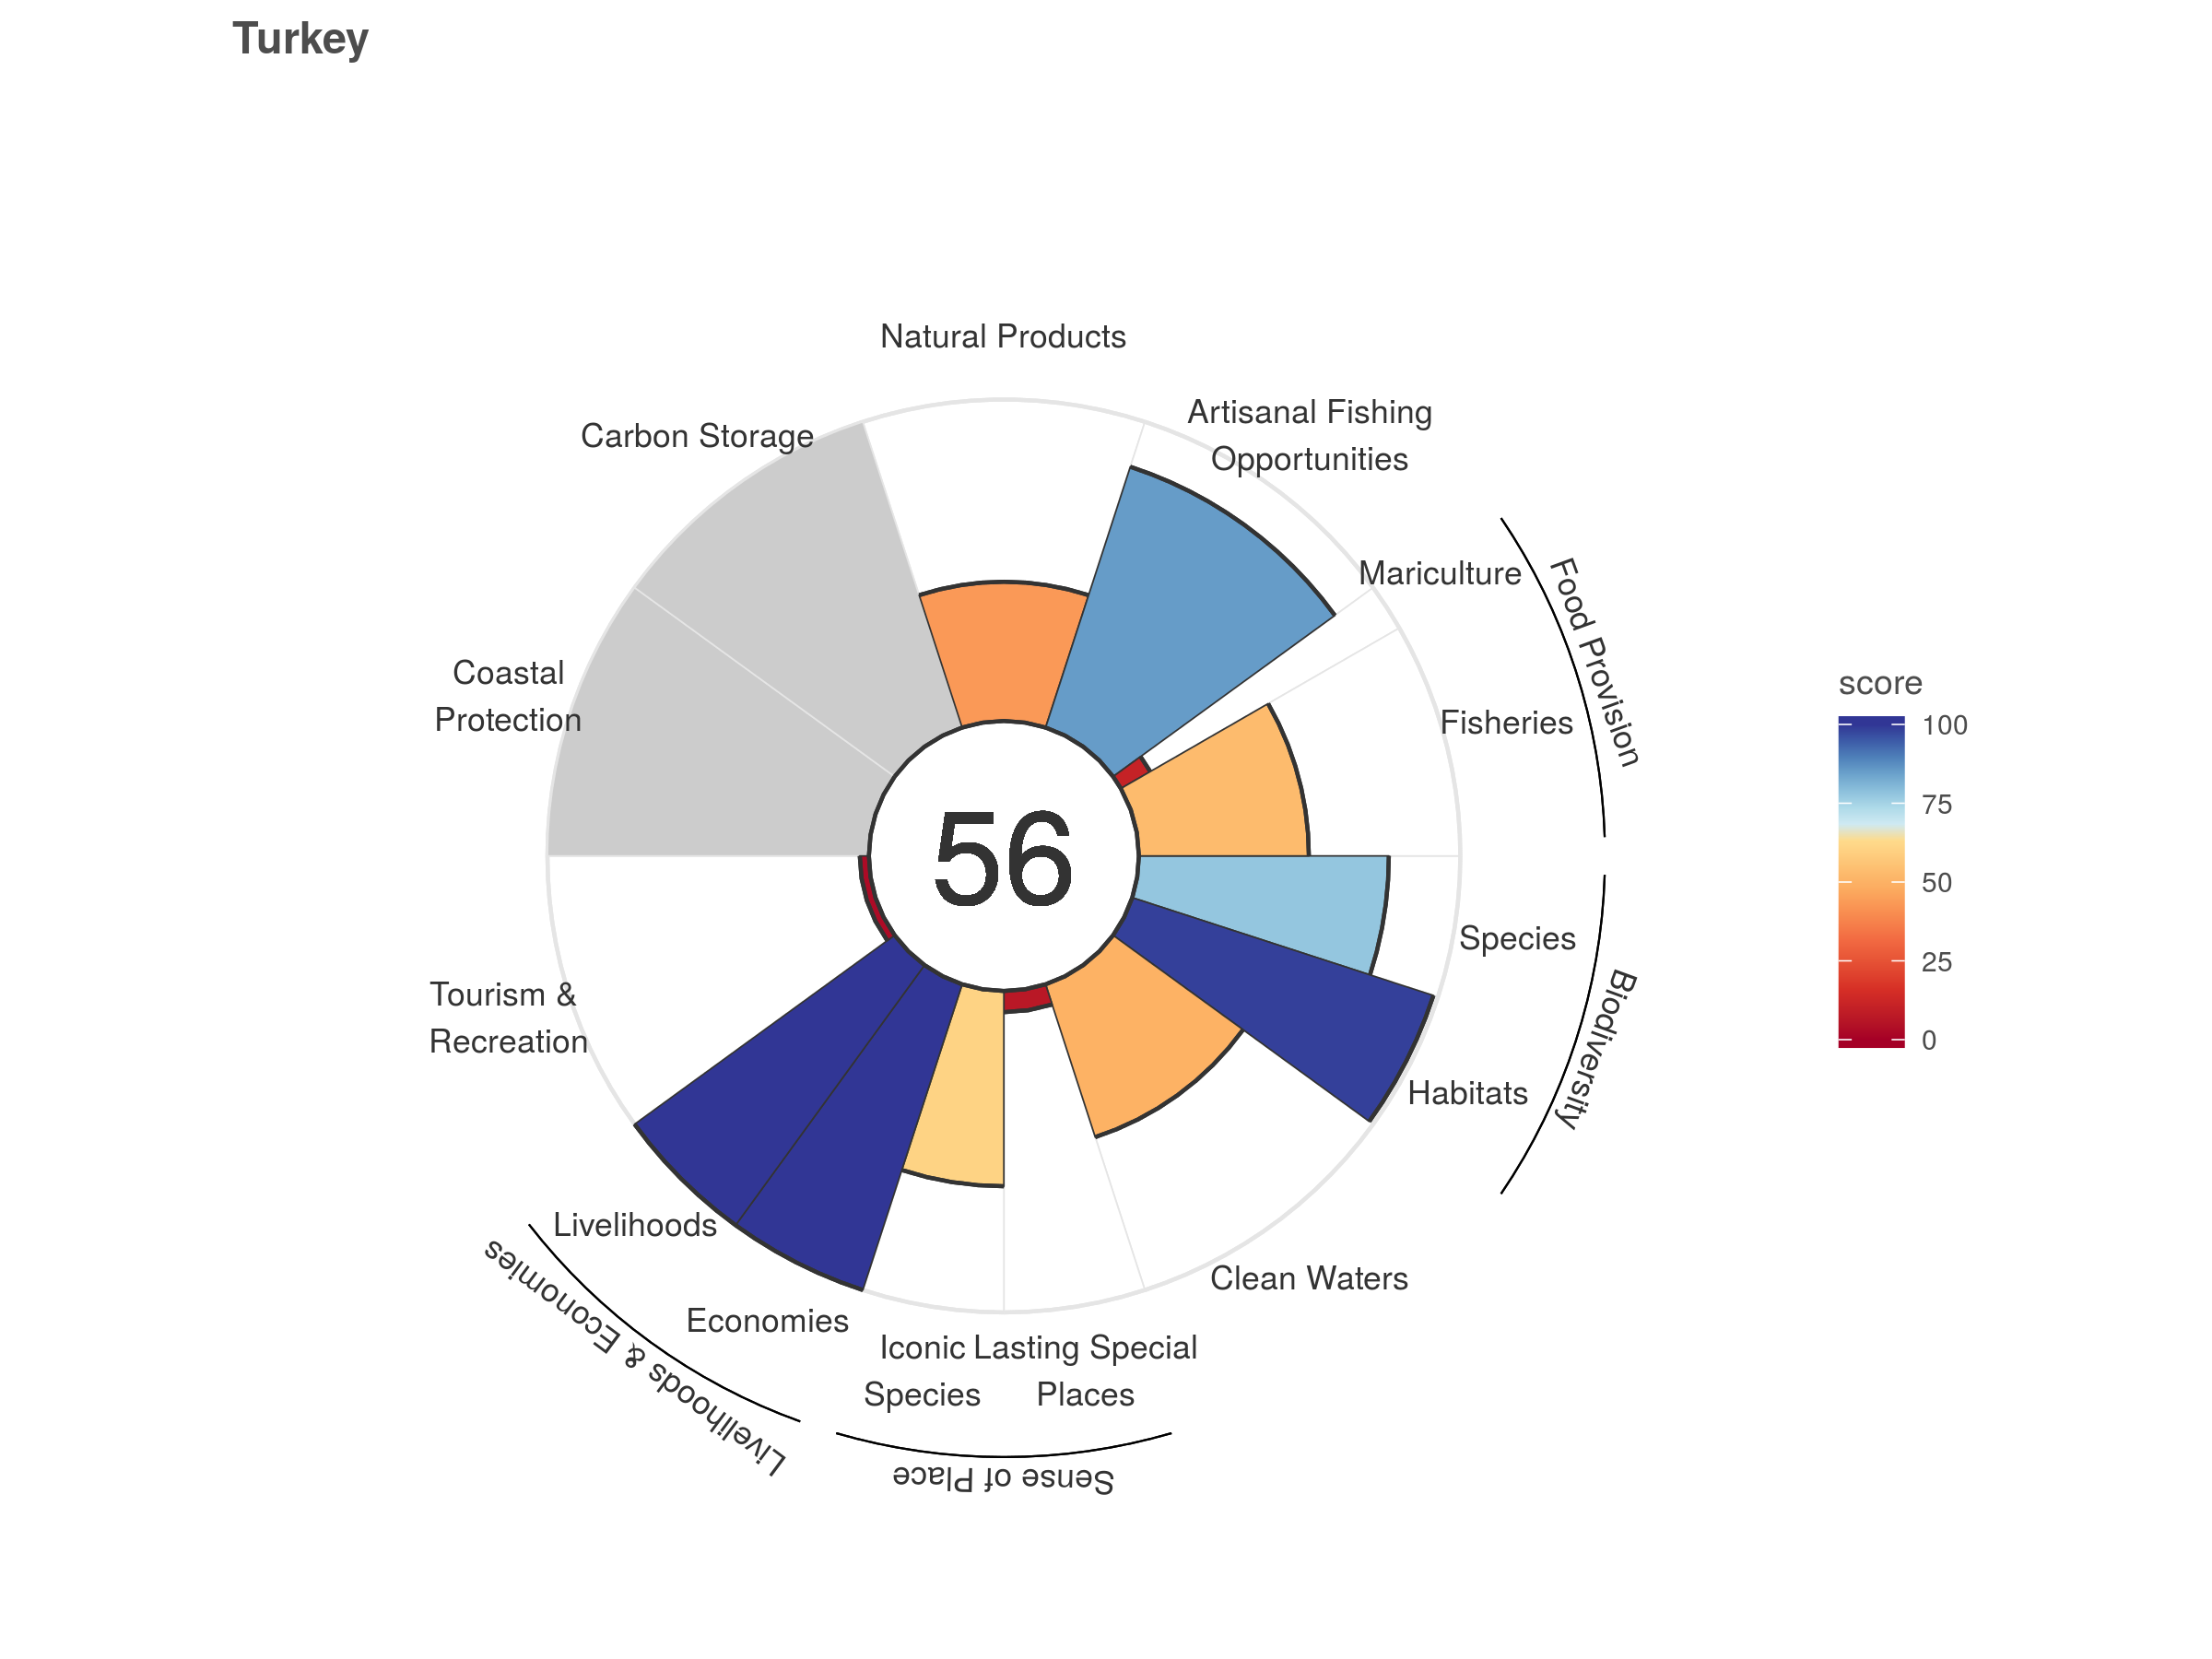 Turkey
Natural Products
Artisanal Fishing
Opportunities
Carbon Storage
Mariculture
Food Provision
Coastal
Protection
Fisheries
score
100
75
50
25
0
56
Species
Biodiversity
Tourism &
Recreation
Habitats
Livelihoods
Clean Waters
Economies
Livelihoods & Economies
Iconic
Species
Lasting Special
Places
Sense of Place